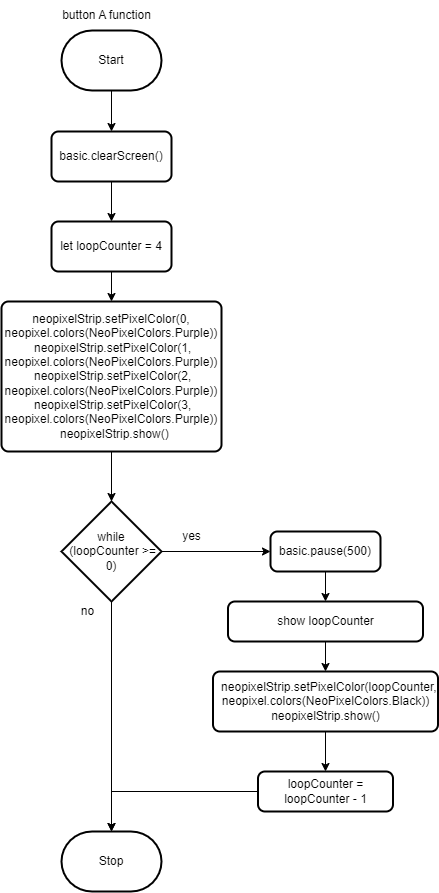 button A function
Start
basic.clearScreen()
let loopCounter = 4
neopixelStrip.setPixelColor(0,
neopixel.colors(NeoPixelColors.Purple))
neopixelStrip.setPixelColor(1,
neopixel.colors(NeoPixelColors.Purple))
neopixelStrip.setPixelColor(2,
neopixel.colors(NeoPixelColors.Purple))
neopixelStrip.setPixelColor(3,
neopixel.colors(NeoPixelColors.Purple))
neopixelStrip.show()
while
(loopCounter >=
0)
yes
basic.pause(500)
show loopCounter
neopixelStrip.setPixelColor(loopCounter,
neopixel.colors(NeoPixelColors.Black))
neopixelStrip.show()
loopCounter =
loopCounter - 1
no
Stop